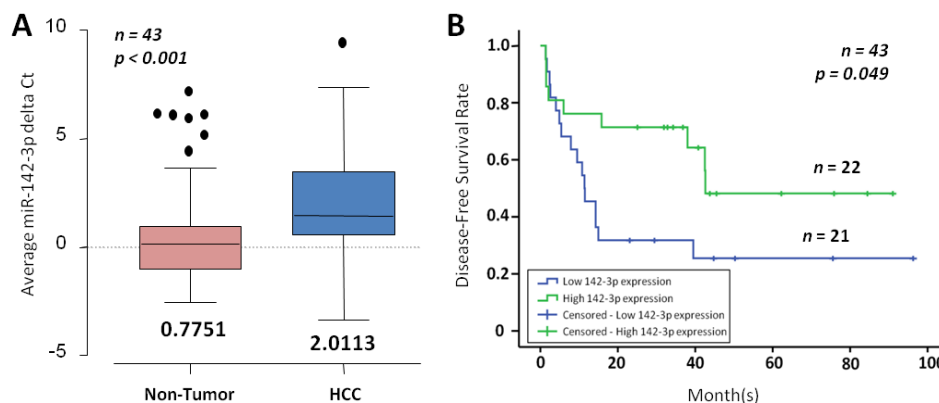 A
n = 43
p < 0.001
Average miR-142-3p delta Ct
10
5
0
-5
0.7751
2.0113
Non-Tumor
HCC
B
n = 43
p = 0.049
Disease-Free Survival Rate
1.0
0.8
0.6
0.4
0.2
0
n = 22
n = 21
Low 142-3p expression
High 142-3p expression
Censored - Low 142-3p expression
Censored - High 142-3p expression
0
20
40
60
80
100
Month(s)